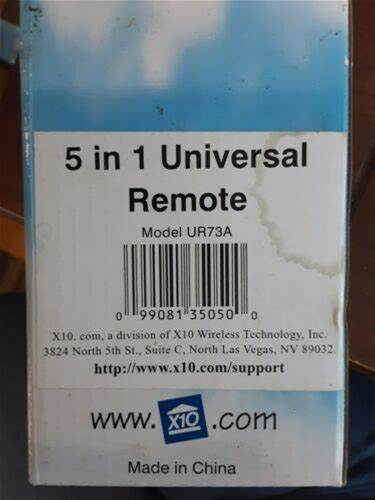 5 in 1 Universal
Remote
Model UR73A
0 99081 35050 0
X10. com, a division of X10 Wireless Technology, Inc.
3824 North 5th St., Suite C, North Las Vegas, NV 89032.
http://www.x10.com/support
www.X10.com
Made in China